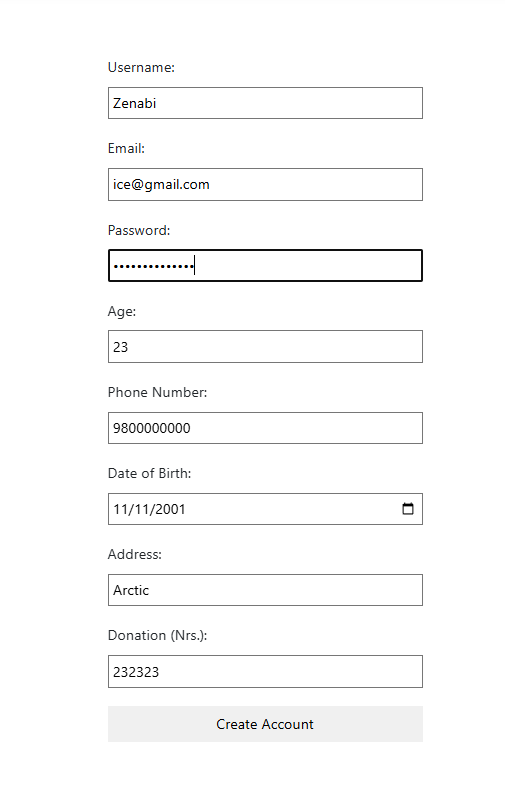 Username:
Zenabi
Email:
ice@gmail.com
Password:
••••••••••••••
Age:
23
Phone Number:
9800000000
Date of Birth:
11/11/2001
Address:
Arctic
Donation (Nrs.):
232323
Create Account